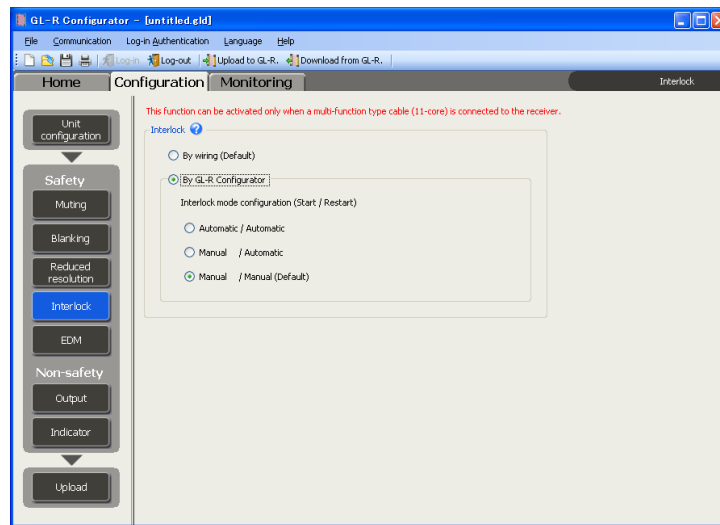 GL-R Configurator - [untitled.gld]
File Communication Log-in Authentication Language Help
Log-in Log-out Upload to GL-R. Download from GL-R.
Home Configuration Monitoring Interlock
This function can be activated only when a multi-function type cable (11-core) is connected to the receiver.
Unit configuration
Interlock ?
By wiring (Default)
By GL-R Configurator
Interlock mode configuration (Start / Restart)
Automatic / Automatic
Manual / Automatic
Manual / Manual (Default)
Safety
Muting
Blanking
Reduced resolution
Interlock
EDM
Non-safety
Output
Indicator
Upload